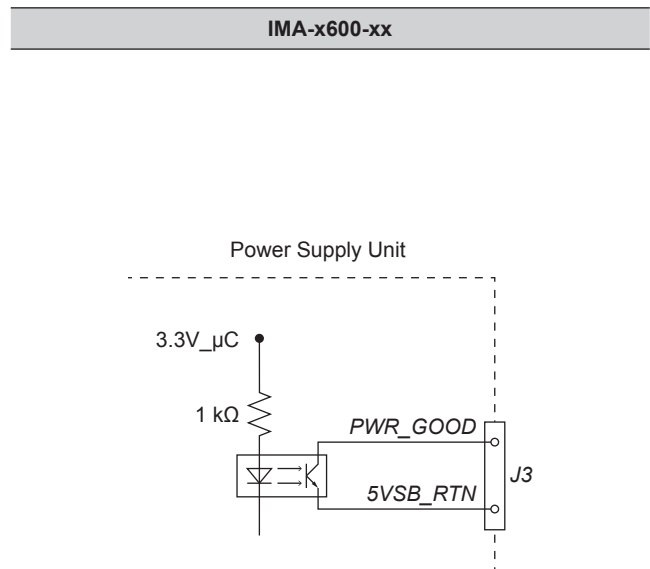 IMA-x600-xx
Power Supply Unit
3.3V_µC
1 kΩ
PWR_GOOD
J3
5VSB_RTN